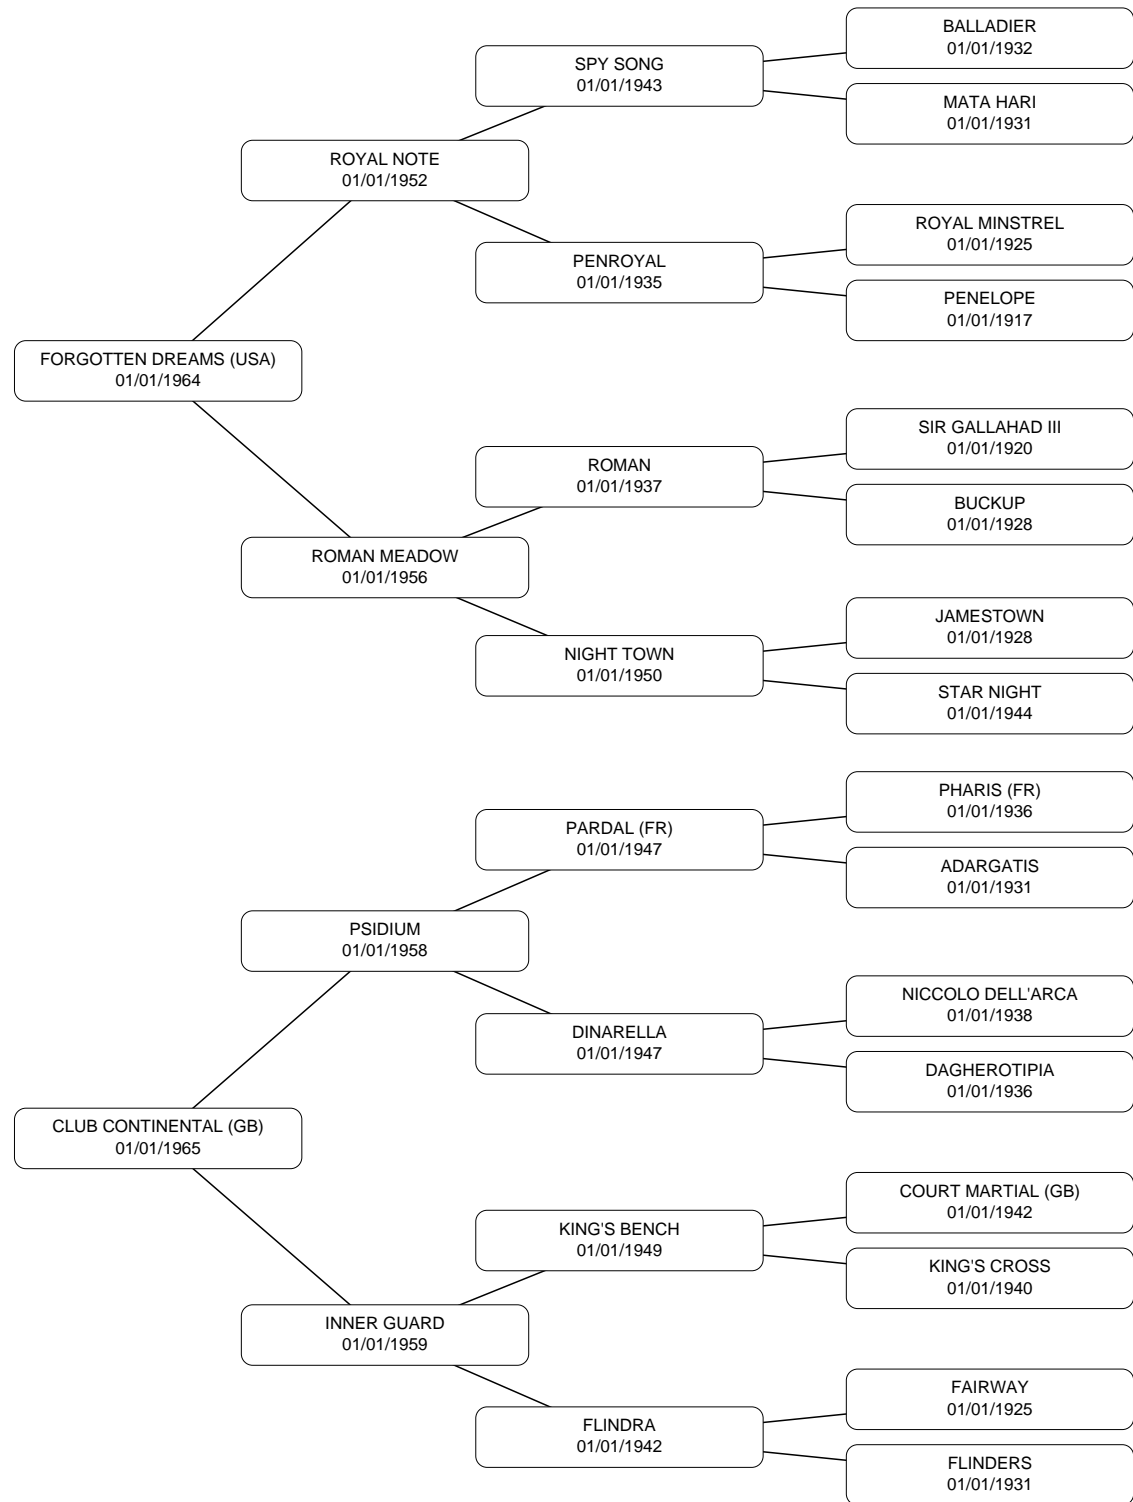 BALLADIER
01/01/1932
SPY SONG
01/01/1943
MATA HARI
01/01/1931
ROYAL NOTE
01/01/1952
ROYAL MINSTREL
01/01/1925
PENROYAL
01/01/1935
PENELOPE
01/01/1917
FORGOTTEN DREAMS (USA)
01/01/1964
SIR GALLAHAD III
01/01/1920
ROMAN
01/01/1937
BUCKUP
01/01/1928
ROMAN MEADOW
01/01/1956
JAMESTOWN
01/01/1928
NIGHT TOWN
01/01/1950
STAR NIGHT
01/01/1944
PHARIS (FR)
01/01/1936
PARDAL (FR)
01/01/1947
ADARGATIS
01/01/1931
PSIDIUM
01/01/1958
NICCOLO DELL'ARCA
01/01/1938
DINARELLA
01/01/1947
DAGHEROTIPIA
01/01/1936
CLUB CONTINENTAL (GB)
01/01/1965
COURT MARTIAL (GB)
01/01/1942
KING'S BENCH
01/01/1949
KING'S CROSS
01/01/1940
INNER GUARD
01/01/1959
FAIRWAY
01/01/1925
FLINDRA
01/01/1942
FLINDERS
01/01/1931